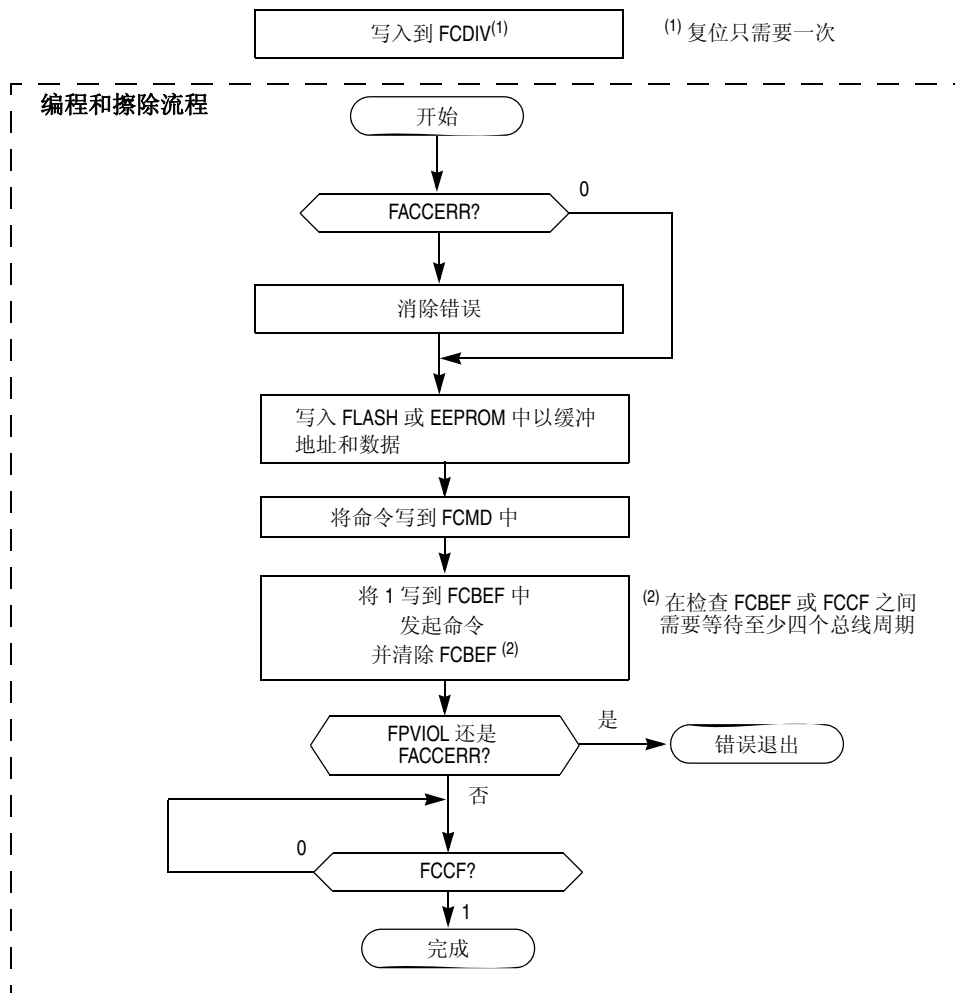 写入到 FCDIV(1)
(1) 复位只需要一次
编程和擦除流程
开始
0
FACCERR?
消除错误
写入 FLASH 或 EEPROM 中以缓冲
地址和数据
将命令写到 FCMD 中
将 1 写到 FCBEF 中
发起命令
并清除 FCBEF (2)
(2) 在检查 FCBEF 或 FCCF 之间
需要等待至少四个总线周期
FPVIOL 还是
FACCERR?
是
错误退出
否
0
FCCF?
1
完成